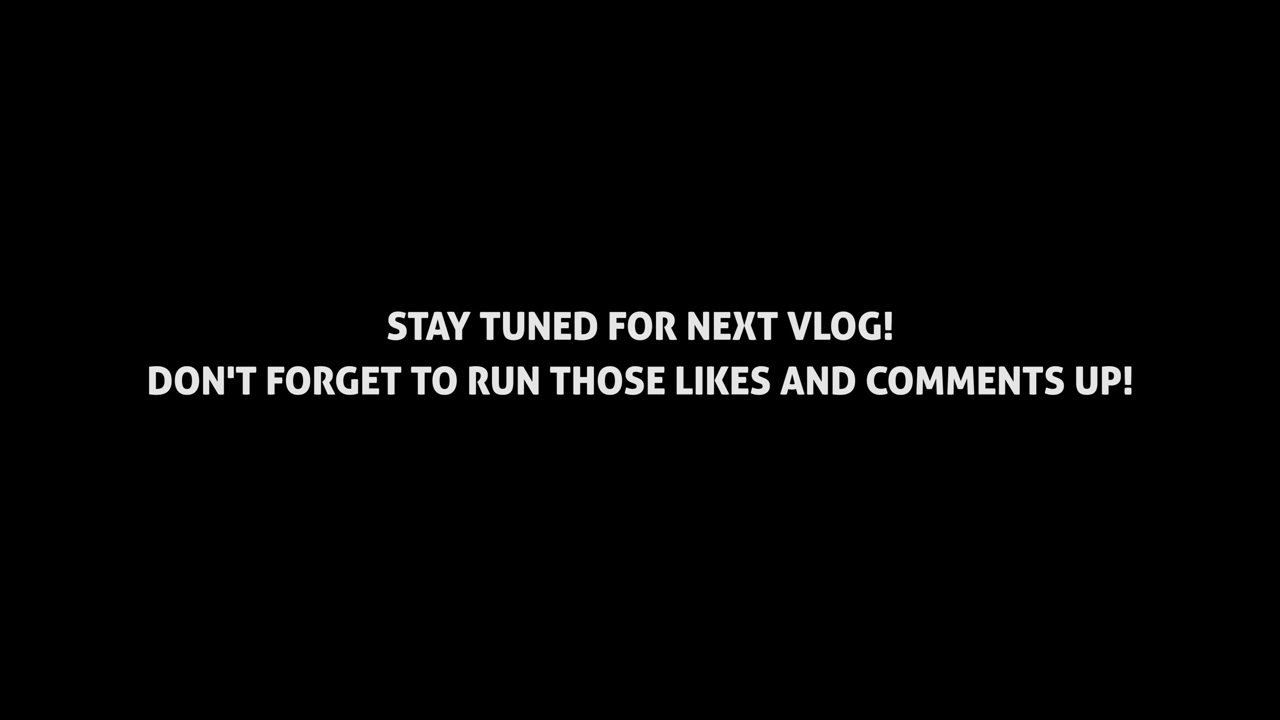 STAY TUNED FOR NEXT VLOG!
DON'T FORGET TO RUN THOSE LIKES AND COMMENTS UP!